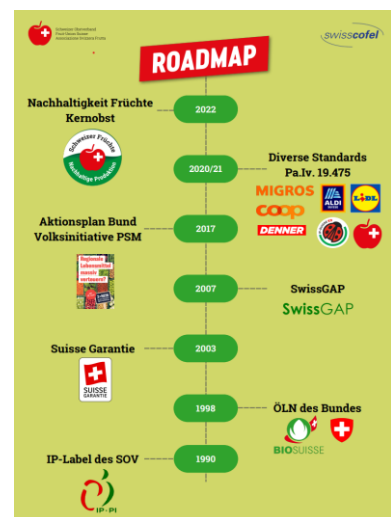 Schweizer Obstverband
Fruit-Union Suisse
Associazione Svizzera Frutta
swisscofel
ROADMAP
Nachhaltigkeit Früchte
Kernobst
2022
Schweizer Früchte
Nachhaltige Produktion
2020/21
Diverse Standards
Pa.Iv. 19.475
MIGROS
ALDI
LIDL
coop
DENNER
Aktionsplan Bund
Volksinitiative PSM
2017
Regionale
Lebensmittel
massiv
verteuern?
2007
SwissGAP
SwissGAP
Suisse Garantie
2003
SUISSE
GARANTIE
1998
ÖLN des Bundes
BIOSUISSE
IP-Label des SOV
1990
IP-PI